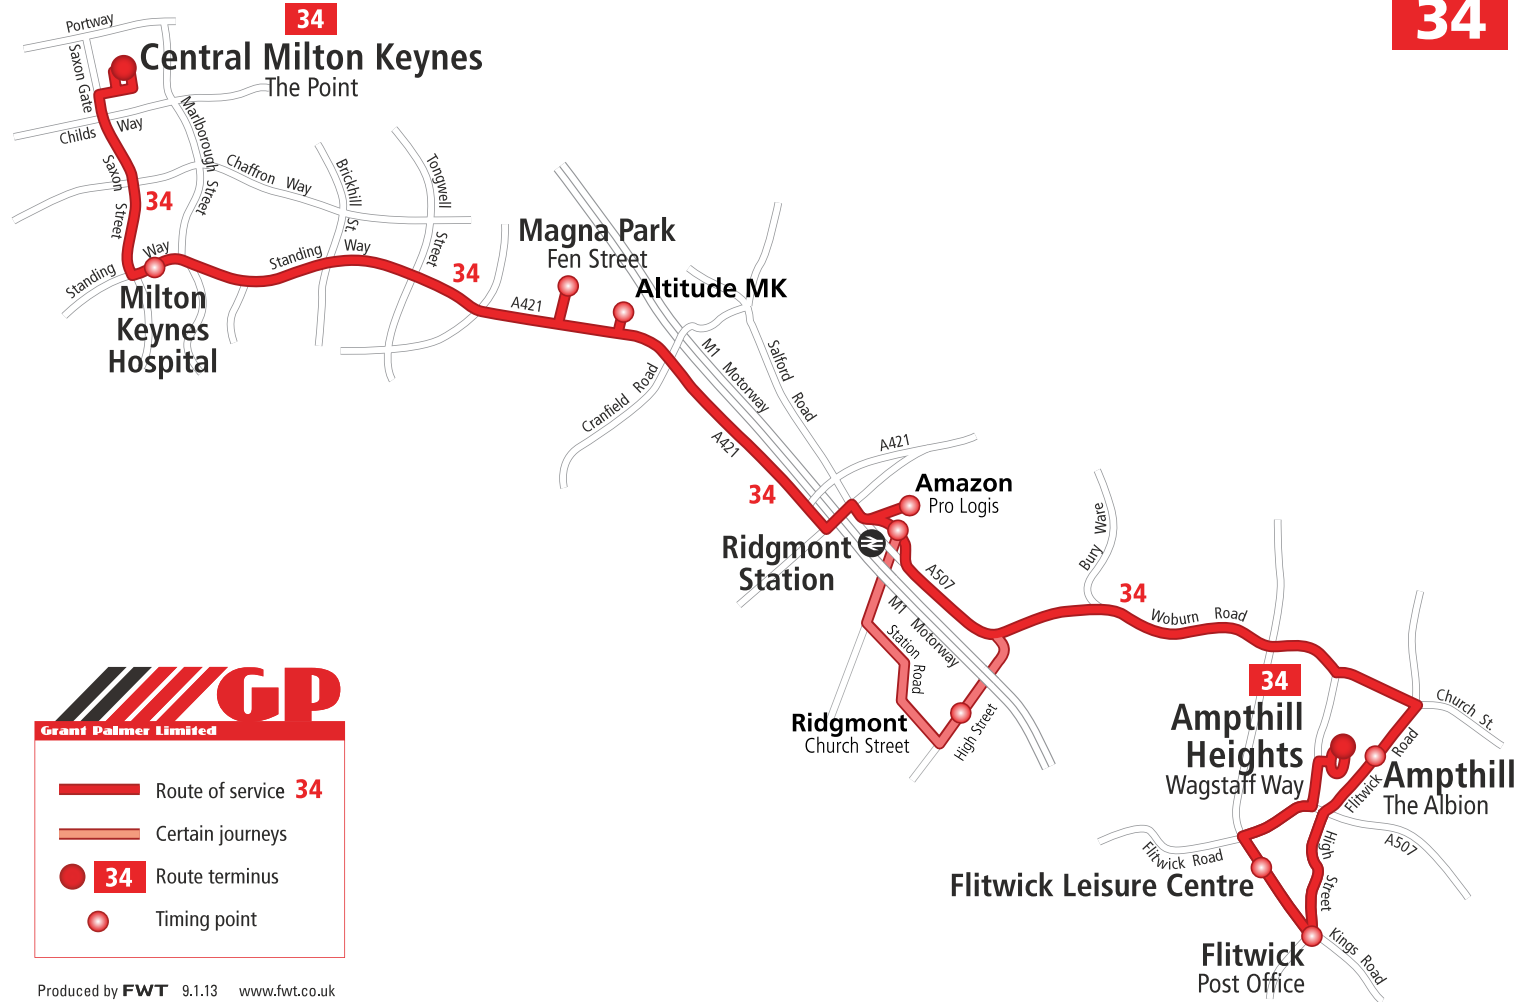 34
34
Portway
Central Milton Keynes
The Point
Saxon Gate
Marlborough Street
Childs Way
Saxon Street
34
Chaffron Way
Brickhill St.
Tongwell Street
Standing Way
Standing Way
34
Milton
Keynes
Hospital
Magna Park
Fen Street
Altitude MK
A421
M1 Motorway
Salford Road
Cranfield Road
A421
A421
34
Amazon
Pro Logis
Ridgmont
Station
A507
Bury Ware
34
Woburn Road
M1 Motorway
Station Road
Ridgmont
Church Street
High Street
34
Ampthill
Heights
Wagstaff Way
Church St.
Flitwick Road
Ampthill
The Albion
A507
Flitwick Road
High Street
Flitwick Leisure Centre
Kings Road
Flitwick
Post Office
GP
Grant Palmer Limited
Route of service 34
Certain journeys
34 Route terminus
Timing point
Produced by FWT 9.1.13 www.fwt.co.uk